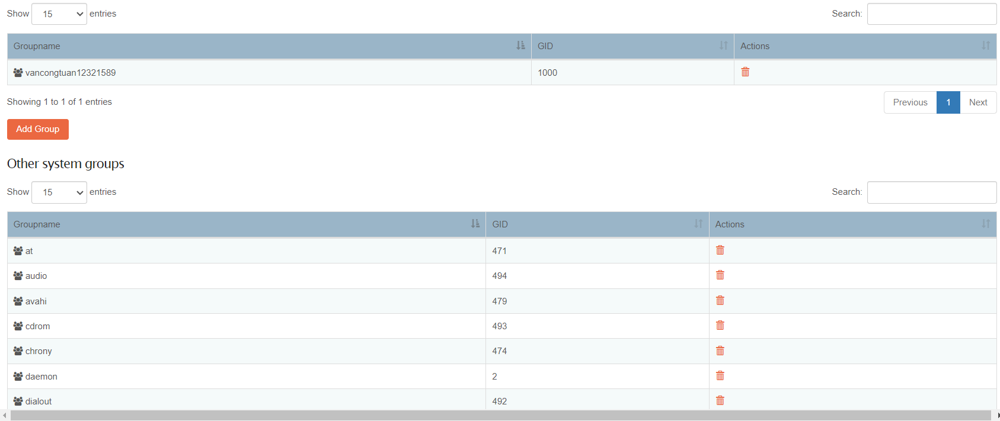 Show 15 entries Search:
Groupname GID Actions
vancongtuan12321589 1000
Showing 1 to 1 of 1 entries Previous 1 Next
Add Group
Other system groups
Show 15 entries Search:
Groupname GID Actions
at 471
audio 494
avahi 479
cdrom 493
chrony 474
daemon 2
dialout 492